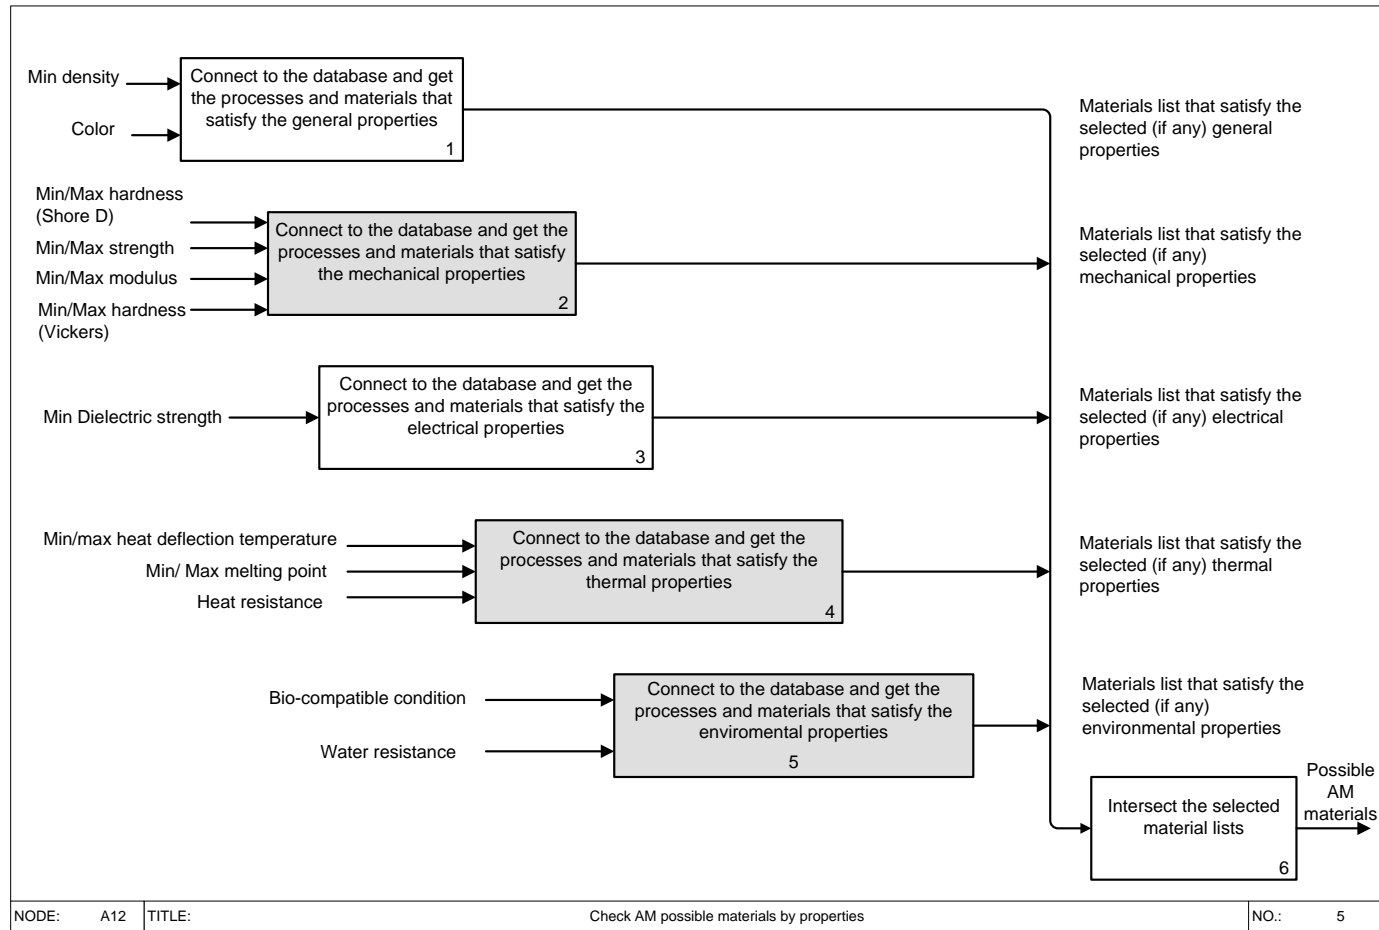 Min density
Color
Connect to the database and get
the processes and materials that
satisfy the general properties
1
Materials list that satisfy the
selected (if any) general
properties
Min/Max hardness
(Shore D)
Min/Max strength
Min/Max modulus
Min/Max hardness
(Vickers)
Connect to the database and get the
processes and materials that satisfy
the mechanical properties
2
Materials list that satisfy the
selected (if any)
mechanical properties
Min Dielectric strength
Connect to the database and get the
processes and materials that satisfy the
electrical properties
3
Materials list that satisfy the
selected (if any) electrical
properties
Min/max heat deflection temperature
Min/ Max melting point
Heat resistance
Connect to the database and get the
processes and materials that satisfy the
thermal properties
4
Materials list that satisfy the
selected (if any) thermal
properties
Bio-compatible condition
Water resistance
Connect to the database and get the
processes and materials that satisfy the
enviromental properties
5
Materials list that satisfy the
selected (if any)
environmental properties
Intersect the selected
material lists
6
Possible
AM
materials
NODE: A12 TITLE: Check AM possible materials by properties NO.: 5